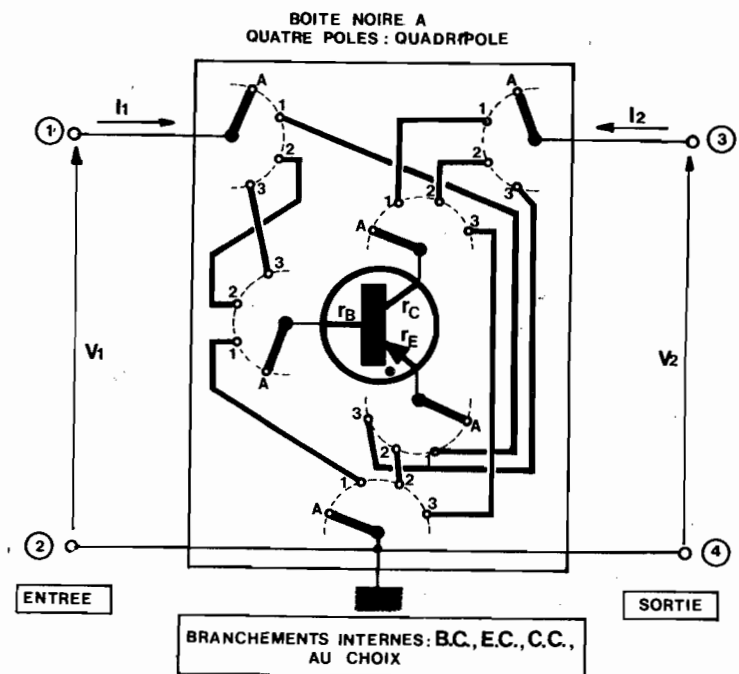 BOITE NOIRE A
QUATRE POLES : QUADRIPOLE
A
A
I1
1
1
I2
1
3
2
2
3
1
2
3
3
A
3
2
rB
rC
V1
rE
V2
1
A
3
A
2
1
1
2
3
A
2
4
ENTREE
SORTIE
BRANCHEMENTS INTERNES: B.C., E.C., C.C.,
AU CHOIX